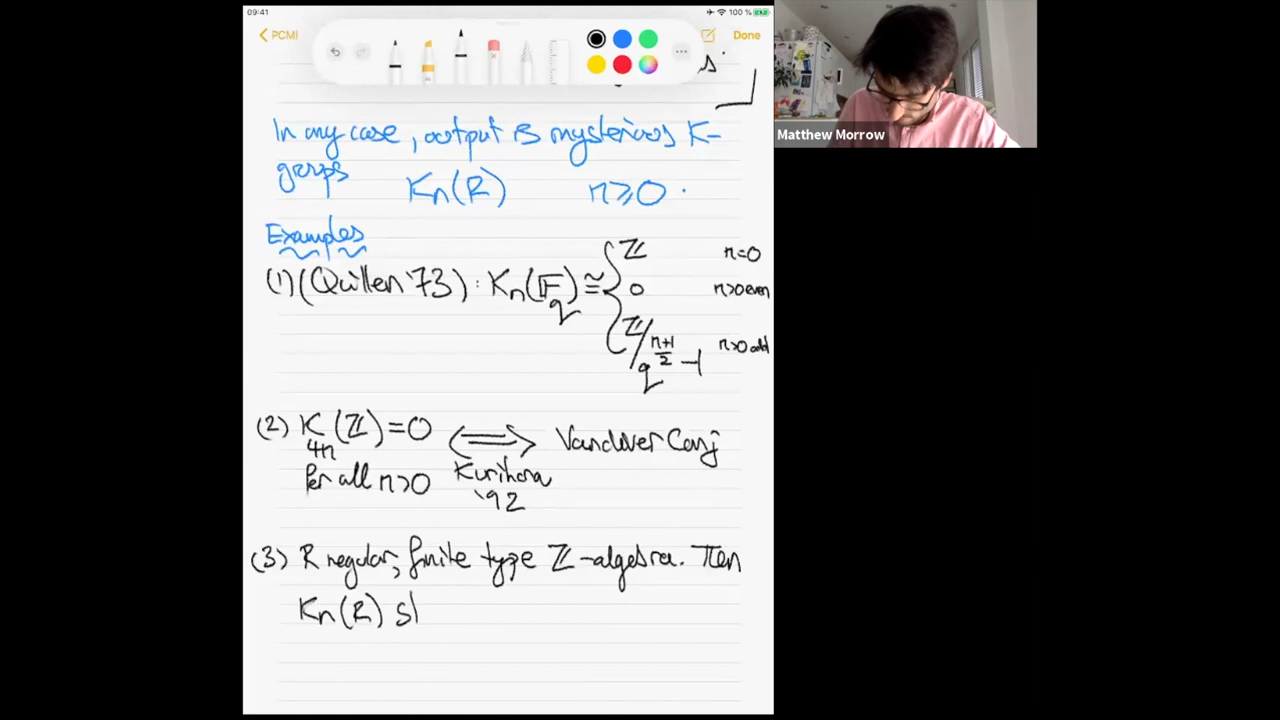 09:41
100 %
PCMI
Done
In any case, output is mysterious K-
groups Kn(R) n≥0.
Examples
(1) (Quillen '73): Kn(𝔽q) ≅ { ℤ n=0
0 n>0 even
ℤ/q^{(n+1)/2} -1 n>0 odd
(2) K4n(ℤ)=0 ⟺ Vandiver Conj
for all n>0 Kurihara
'92
(3) R regular, finite type ℤ-algebra. Then
Kn(R) sh
Matthew Morrow